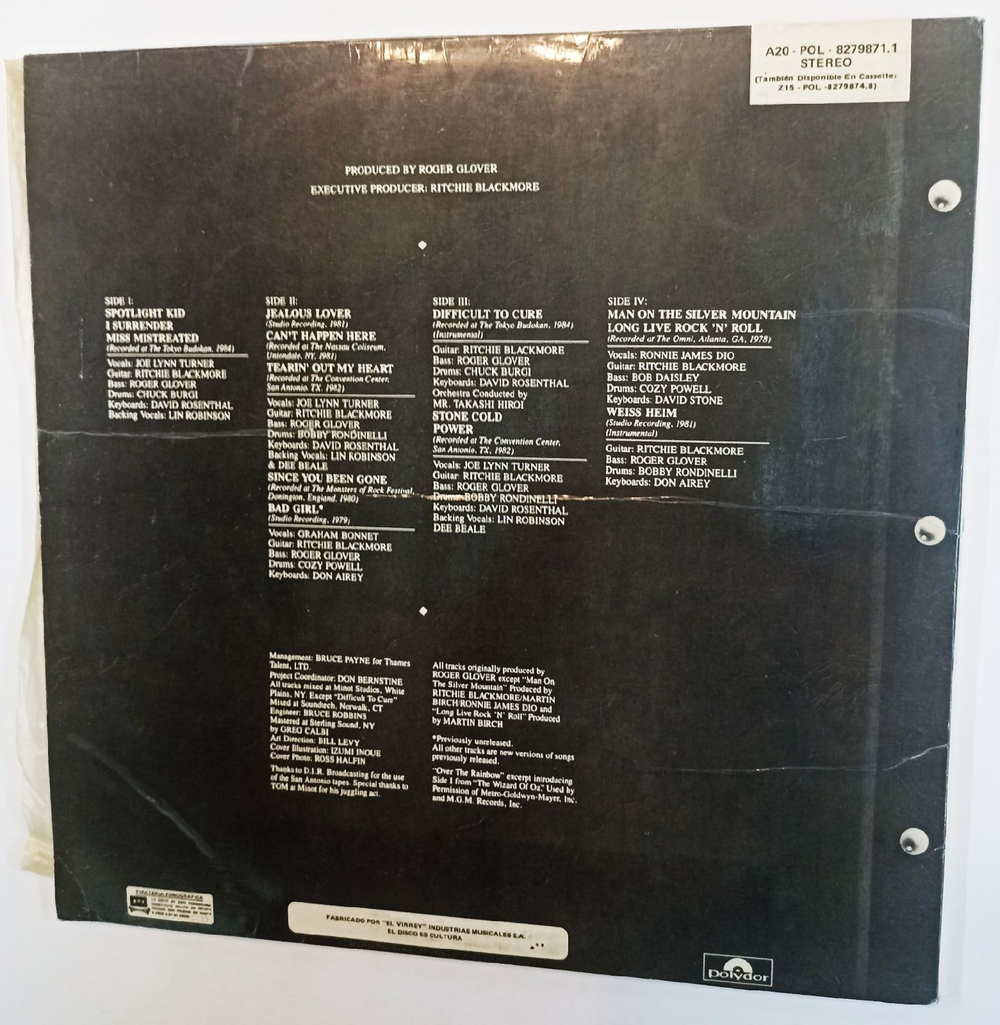 A20 - POL - 8279871.1
STEREO
(También Disponible En Cassette:
Z15 - POL -8279874.8)
PRODUCED BY ROGER GLOVER
EXECUTIVE PRODUCER: RITCHIE BLACKMORE
SIDE I:
SPOTLIGHT KID
I SURRENDER
MISS MISTREATED
(Recorded at The Tokyo Budokan, 1984)
Vocals: JOE LYNN TURNER
Guitar: RITCHIE BLACKMORE
Bass: ROGER GLOVER
Drums: CHUCK BURGI
Keyboards: DAVID ROSENTHAL
Backing Vocals: LIN ROBINSON
SIDE II:
JEALOUS LOVER
(Studio Recording, 1981)
CAN'T HAPPEN HERE
(Recorded at The Nassau Coliseum,
Uniondale, NY, 1981)
TEARIN' OUT MY HEART
(Recorded at The Convention Center,
San Antonio, TX, 1982)
Vocals: JOE LYNN TURNER
Guitar: RITCHIE BLACKMORE
Bass: ROGER GLOVER
Drums: BOBBY RONDINELLI
Keyboards: DAVID ROSENTHAL
Backing Vocals: LIN ROBINSON
& DEE BEALE
SINCE YOU BEEN GONE
(Recorded at The Monsters of Rock Festival,
Donington, England, 1980)
BAD GIRL*
(Studio Recording, 1979)
Vocals: GRAHAM BONNET
Guitar: RITCHIE BLACKMORE
Bass: ROGER GLOVER
Drums: COZY POWELL
Keyboards: DON AIREY
SIDE III:
DIFFICULT TO CURE
(Recorded at The Tokyo Budokan, 1984)
(Instrumental)
Guitar: RITCHIE BLACKMORE
Bass: ROGER GLOVER
Drums: CHUCK BURGI
Keyboards: DAVID ROSENTHAL
Orchestra Conducted by
MR. TAKASHI HIROI
STONE COLD
POWER
(Recorded at The Convention Center,
San Antonio, TX, 1982)
Vocals: JOE LYNN TURNER
Guitar: RITCHIE BLACKMORE
Bass: ROGER GLOVER
Drums: BOBBY RONDINELLI
Keyboards: DAVID ROSENTHAL
Backing Vocals: LIN ROBINSON
DEE BEALE
SIDE IV:
MAN ON THE SILVER MOUNTAIN
LONG LIVE ROCK 'N' ROLL
(Recorded at The Omni, Atlanta, GA, 1978)
Vocals: RONNIE JAMES DIO
Guitar: RITCHIE BLACKMORE
Bass: BOB DAISLEY
Drums: COZY POWELL
Keyboards: DAVID STONE
WEISS HEIM
(Studio Recording, 1981)
(Instrumental)
Guitar: RITCHIE BLACKMORE
Bass: ROGER GLOVER
Drums: BOBBY RONDINELLI
Keyboards: DON AIREY
Management: BRUCE PAYNE for Thames
Talent, LTD.
Project Coordinator: DON BERNSTINE
All tracks mixed at Minot Studios, White
Plains, NY. Except "Difficult To Cure"
Mixed at Soundtech, Norwalk, CT
Engineer: BRUCE ROBBINS
Mastered at Sterling Sound, NY
by GREG CALBI
Art Direction: BILL LEVY
Cover Illustration: IZUMI INOUE
Cover Photo: ROSS HALFIN
Thanks to D.I.R. Broadcasting for the use
of the San Antonio tapes. Special thanks to
TOM at Minot for his juggling act.
All tracks originally produced by
ROGER GLOVER except "Man On
The Silver Mountain" Produced by
RITCHIE BLACKMORE/MARTIN
BIRCH/RONNIE JAMES DIO and
"Long Live Rock 'N' Roll" Produced
by MARTIN BIRCH
*Previously unreleased.
All other tracks are new versions of songs
previously released.
"Over The Rainbow" excerpt introducing
Side I from "The Wizard Of Oz," Used by
Permission of Metro-Goldwyn-Mayer, Inc.
and M.G.M. Records, Inc.
PIRATERIA FONOGRAFICA
FABRICADO POR "EL VIRREY" INDUSTRIAS MUSICALES S.A.
EL DISCO ES CULTURA
polydor